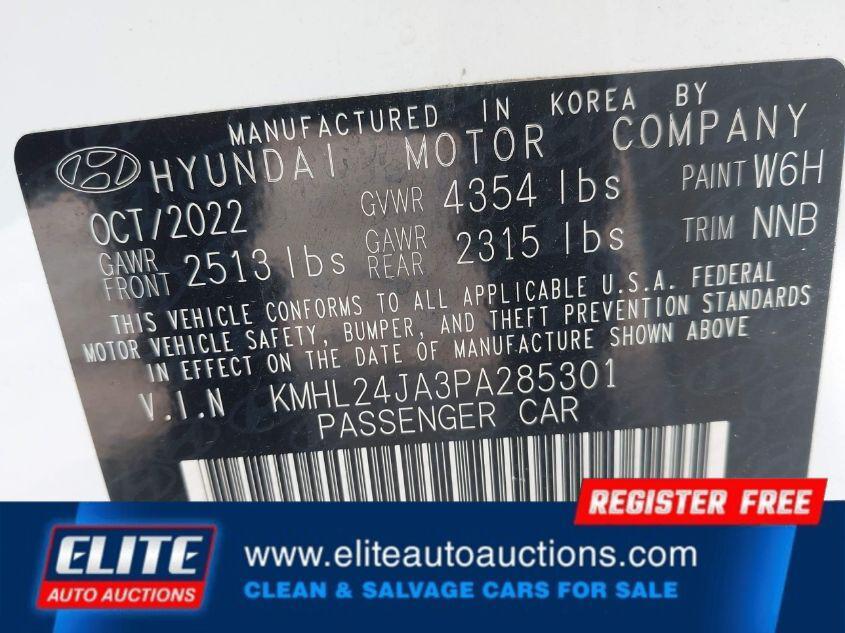 MANUFACTURED IN KOREA BY
HYUNDAI MOTOR COMPANY
OCT/2022 GVWR 4354 lbs PAINT W6H
GAWR FRONT 2513 lbs GAWR REAR 2315 lbs TRIM NNB
THIS VEHICLE CONFORMS TO ALL APPLICABLE U.S.A. FEDERAL
MOTOR VEHICLE SAFETY, BUMPER, AND THEFT PREVENTION STANDARDS
IN EFFECT ON THE DATE OF MANUFACTURE SHOWN ABOVE
V.I.N KMHL24JA3PA285301
PASSENGER CAR
REGISTER FREE
ELITE
AUTO AUCTIONS
www.eliteautoauctions.com
CLEAN & SALVAGE CARS FOR SALE